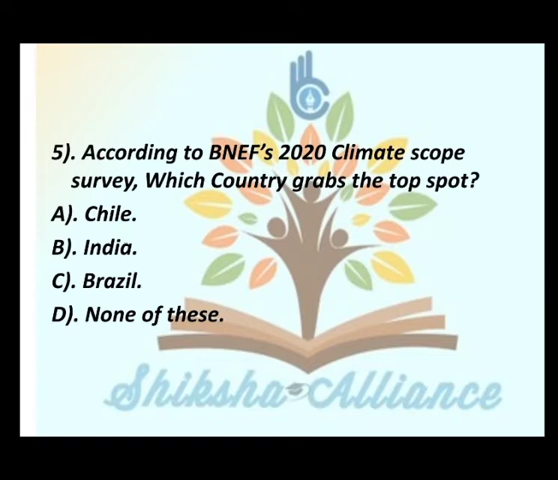 5). According to BNEF's 2020 Climate scope
survey, Which Country grabs the top spot?
A). Chile.
B). India.
C). Brazil.
D). None of these.
Shiksha Alliance